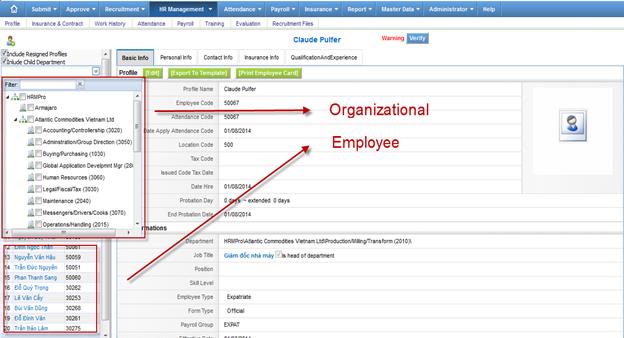 Submit Approve Recruitment HR Management Attendance Payroll Insurance Report Master Data Administrator Help
Profile Insurance & Contract Work History Attendance Payroll Training Evaluation Recruitment Files
Claude Pulfer Warning Verify
Include Resigned Profiles
Inlude Child Department
Filter:
HRMPro
Armajaro
Atlantic Commodities Vietnam Ltd
Accounting/Controllership (3020)
Adminstration/Group Direction (3050)
Buying/Purchasing (1030)
Global Application Develpmnt Mgr (28
Human Resources (3060)
Legal/Fiscal/Tax (3030)
Maintenance (2040)
Messengers/Drivers/Cooks (3070)
Operations/Handling (2015)
12 Đinh Ngọc Thân 50061
13 Nguyễn Văn Hậu 50059
14 Trần Đức Nguyên 50051
15 Phan Thanh Sang 50060
16 Đỗ Quý Trọng 30262
17 Lê Văn Cẩy 30253
18 Bùi Văn Dũng 30268
19 Đỗ Đình Văn 30261
20 Trần Bảo Lâm 30275
Basic Info Personal Info Contact Info Insurance Info QualificationAndExperience
Profile [Edit] [Export To Template] [Print Employee Card]
Profile Name Claude Pulfer
Employee Code 50067
Attendance Code 50067
Date Apply Attendance Code 01/08/2014
Location Code 500
Tax Code
Issued Code Tax Date
Date Hire 01/08/2014
Probation Day 0 days ~ extended 0 days
End Probation Date 01/08/2014
ormations
Department HRMPro\Atlantic Commodities Vietnam Ltd\Production/Milling/Transform (2010)\
Job Title Giám đốc nhà máy is head of department
Position
Skill Level
Employee Type Expatriate
Form Type Official
Payroll Group EXPAT
Organizational
Employee